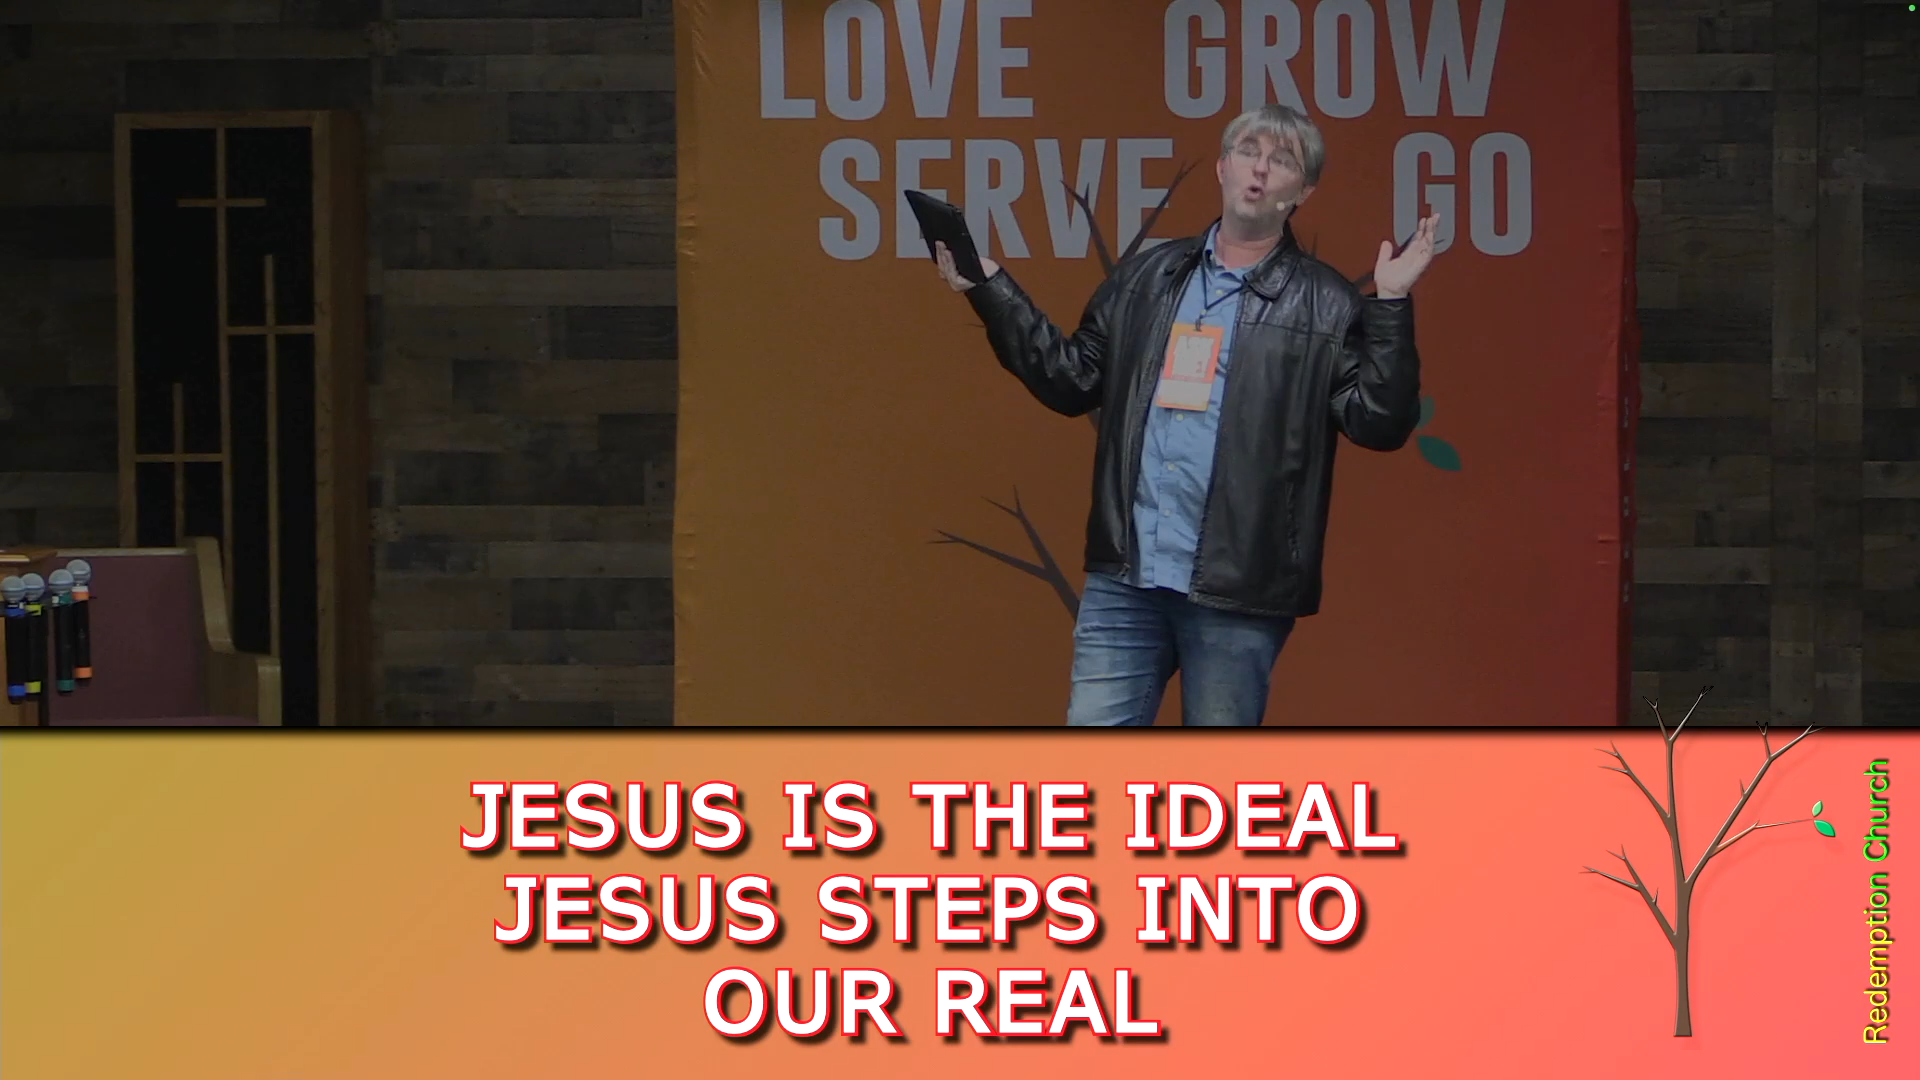 LOVE GROW
SERVE GO
JESUS IS THE IDEAL
JESUS STEPS INTO
OUR REAL
Redemption Church